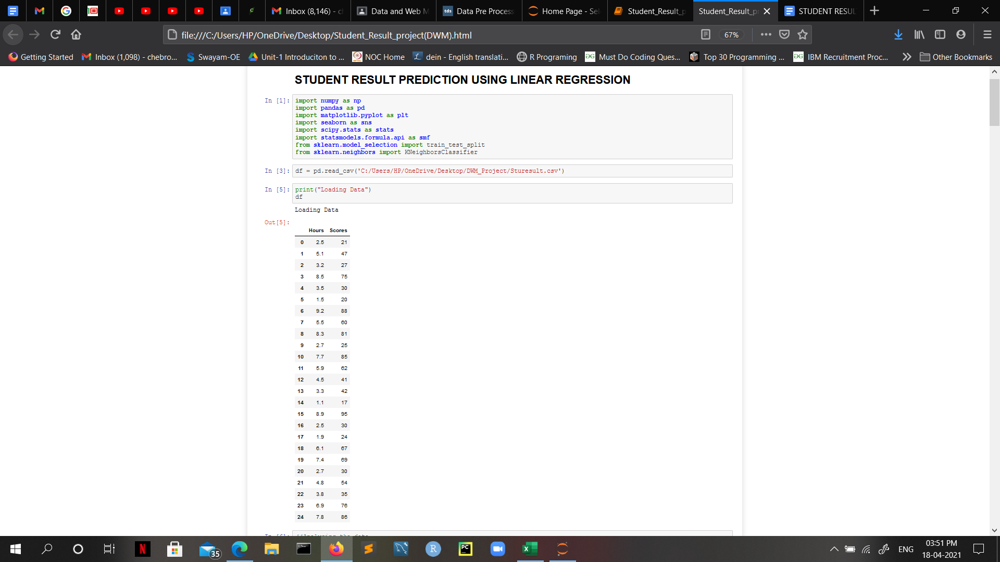 Inbox (8,146) - c
Data and Web M
tds Data Pre Process
Home Page - Sel
Student_Result_p
Student_Result_p
STUDENT RESUL
file:///C:/Users/HP/OneDrive/Desktop/Student_Result_project(DWM).html
67%
Getting Started
Inbox (1,098) - chebro...
Swayam-OE
Unit-1 Introduciton to ...
NOC Home
dein - English translati...
R Programing
Must Do Coding Ques...
Top 30 Programming ...
IBM Recruitment Proc...
Other Bookmarks
STUDENT RESULT PREDICTION USING LINEAR REGRESSION
In [1]: import numpy as np
import pandas as pd
import matplotlib.pyplot as plt
import seaborn as sns
import scipy.stats as stats
import statsmodels.formula.api as smf
from sklearn.model_selection import train_test_split
from sklearn.neighbors import KNeighborsClassifier
In [3]: df = pd.read_csv('C:/Users/HP/OneDrive/Desktop/DWM_Project/Sturesult.csv')
In [5]: print("Loading Data")
df
Loading Data
Out[5]:
Hours Scores
0 2.5 21
1 5.1 47
2 3.2 27
3 8.5 75
4 3.5 30
5 1.5 20
6 9.2 88
7 5.5 60
8 8.3 81
9 2.7 25
10 7.7 85
11 5.9 62
12 4.5 41
13 3.3 42
14 1.1 17
15 8.9 95
16 2.5 30
17 1.9 24
18 6.1 67
19 7.4 69
20 2.7 30
21 4.8 54
22 3.8 35
23 6.9 76
24 7.8 86
35
ENG
03:51 PM
18-04-2021